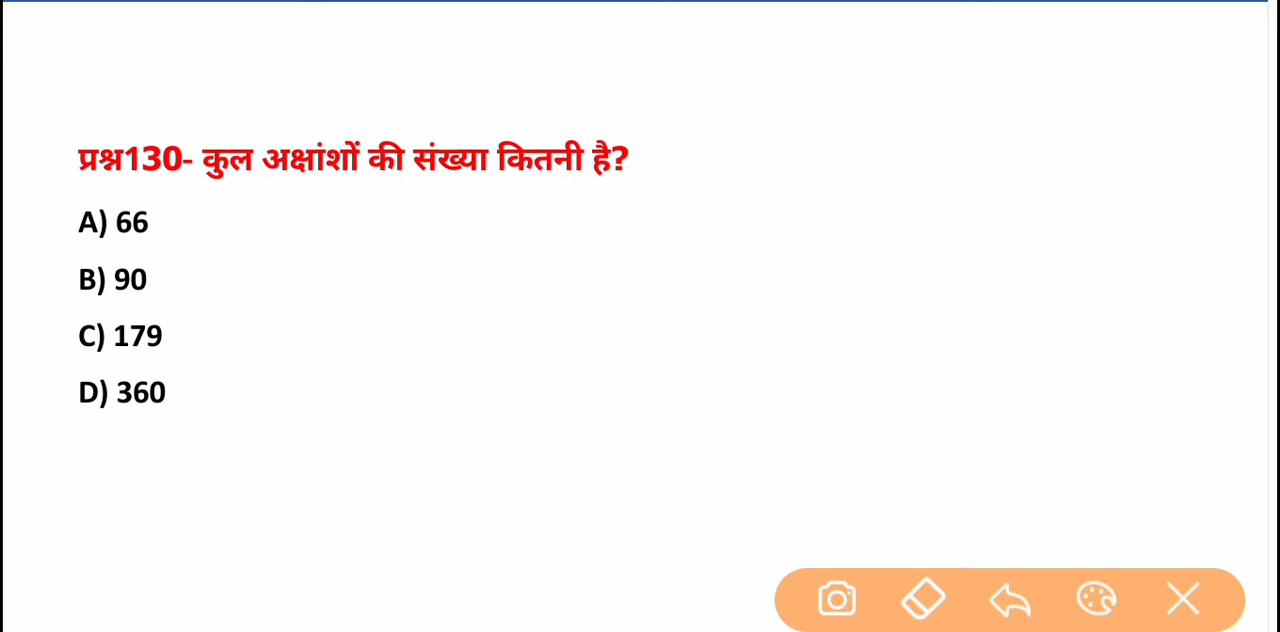 प्रश्न130- कुल अक्षांशों की संख्या कितनी है?
A) 66
B) 90
C) 179
D) 360